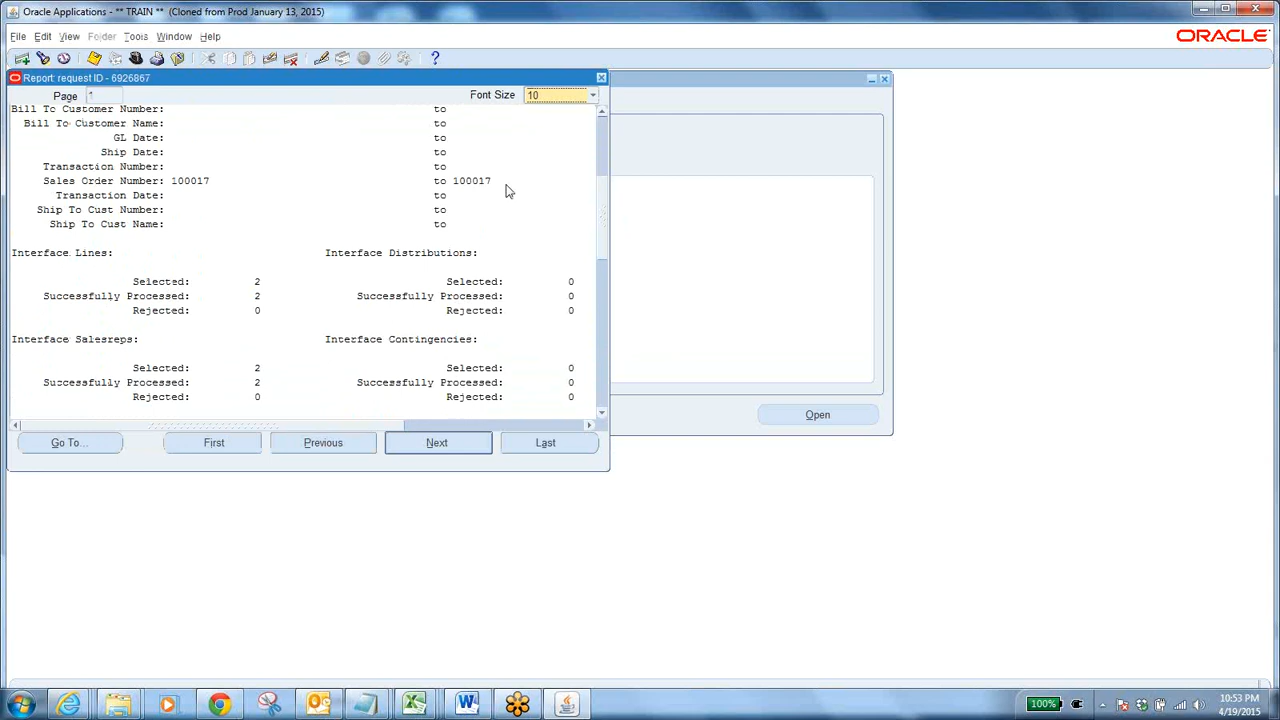 Oracle Applications - ** TRAIN ** (Cloned from Prod January 13, 2015)
File Edit View Folder Tools Window Help
ORACLE
Report: request ID - 6926867
Page
Font Size 10
Bill To Customer Number: to
Bill To Customer Name: to
GL Date: to
Ship Date: to
Transaction Number: to
Sales Order Number: 100017 to 100017
Transaction Date: to
Ship To Cust Number: to
Ship To Cust Name: to
Interface Lines: Interface Distributions:
Selected: 2 Selected: 0
Successfully Processed: 2 Successfully Processed: 0
Rejected: 0 Rejected: 0
Interface Salesreps: Interface Contingencies:
Selected: 2 Selected: 0
Successfully Processed: 2 Successfully Processed: 0
Rejected: 0 Rejected: 0
Open
Go To... First Previous Next Last
100%
10:53 PM
4/19/2015